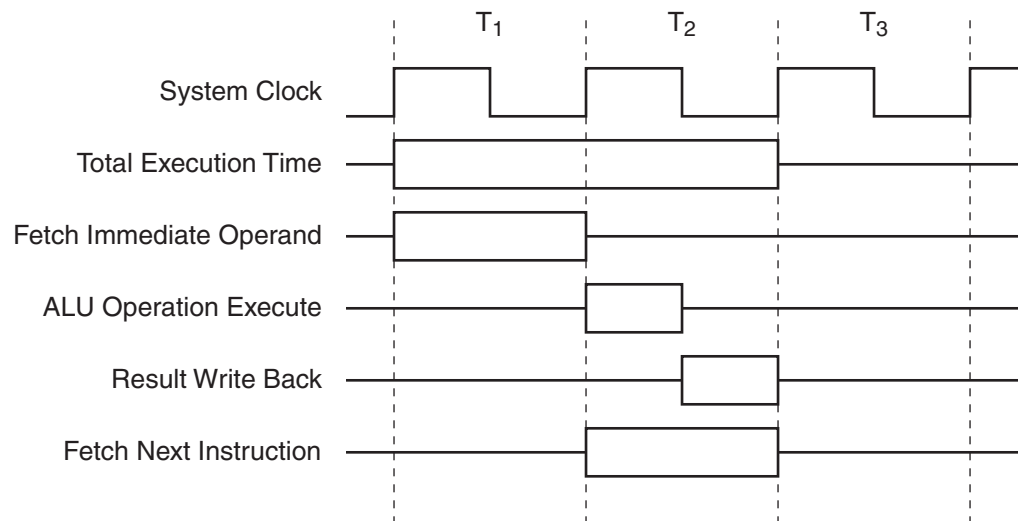 T1 T2 T3
System Clock
Total Execution Time
Fetch Immediate Operand
ALU Operation Execute
Result Write Back
Fetch Next Instruction